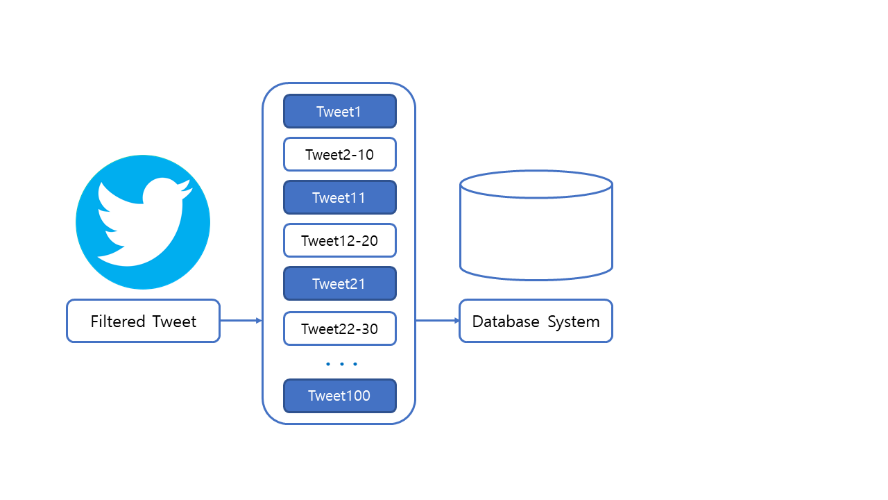 Tweet1
Tweet2-10
Tweet11
Tweet12-20
Tweet21
Tweet22-30
. . .
Tweet100
Filtered Tweet
Database System